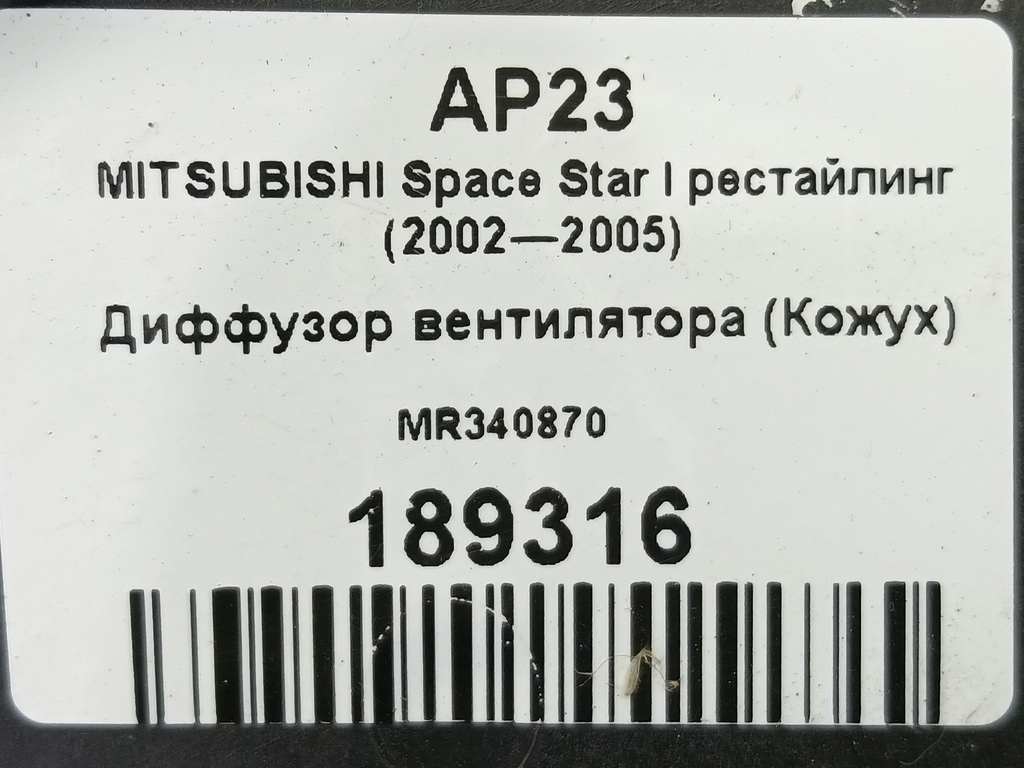 AP23
MITSUBISHI Space Star I рестайлинг
(2002—2005)
Диффузор вентилятора (Кожух)
MR340870
189316